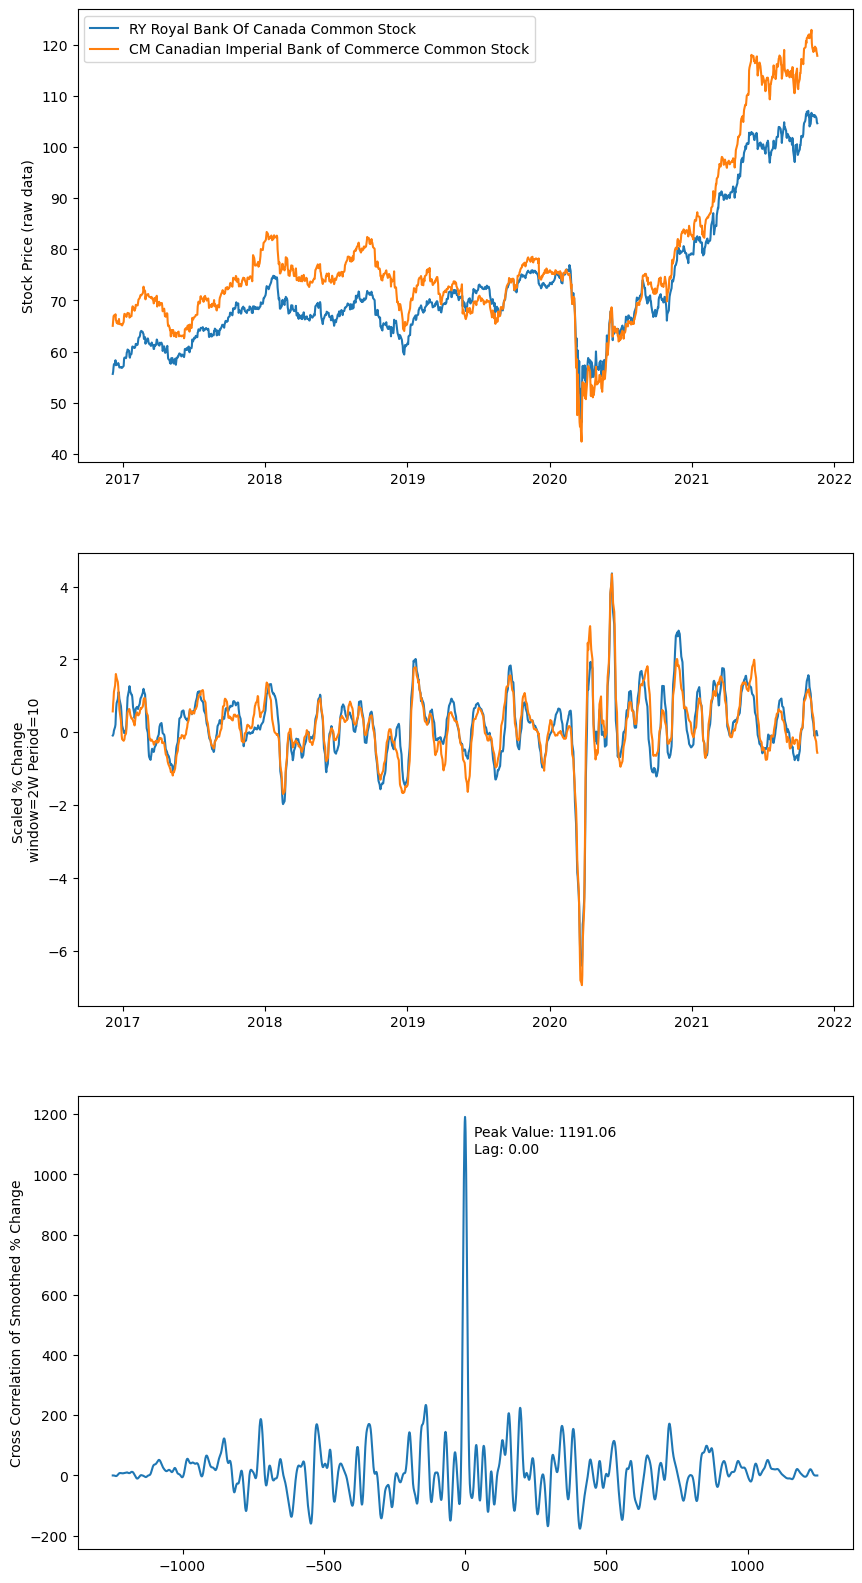 RY Royal Bank Of Canada Common Stock
CM Canadian Imperial Bank of Commerce Common Stock
Stock Price (raw data)
120
110
100
90
80
70
60
50
40
2017 2018 2019 2020 2021 2022
Scaled % Change
window=2W Period=10
4
2
0
−2
−4
−6
2017 2018 2019 2020 2021 2022
Cross Correlation of Smoothed % Change
1200
1000
800
600
400
200
0
−200
Peak Value: 1191.06
Lag: 0.00
−1000 −500 0 500 1000